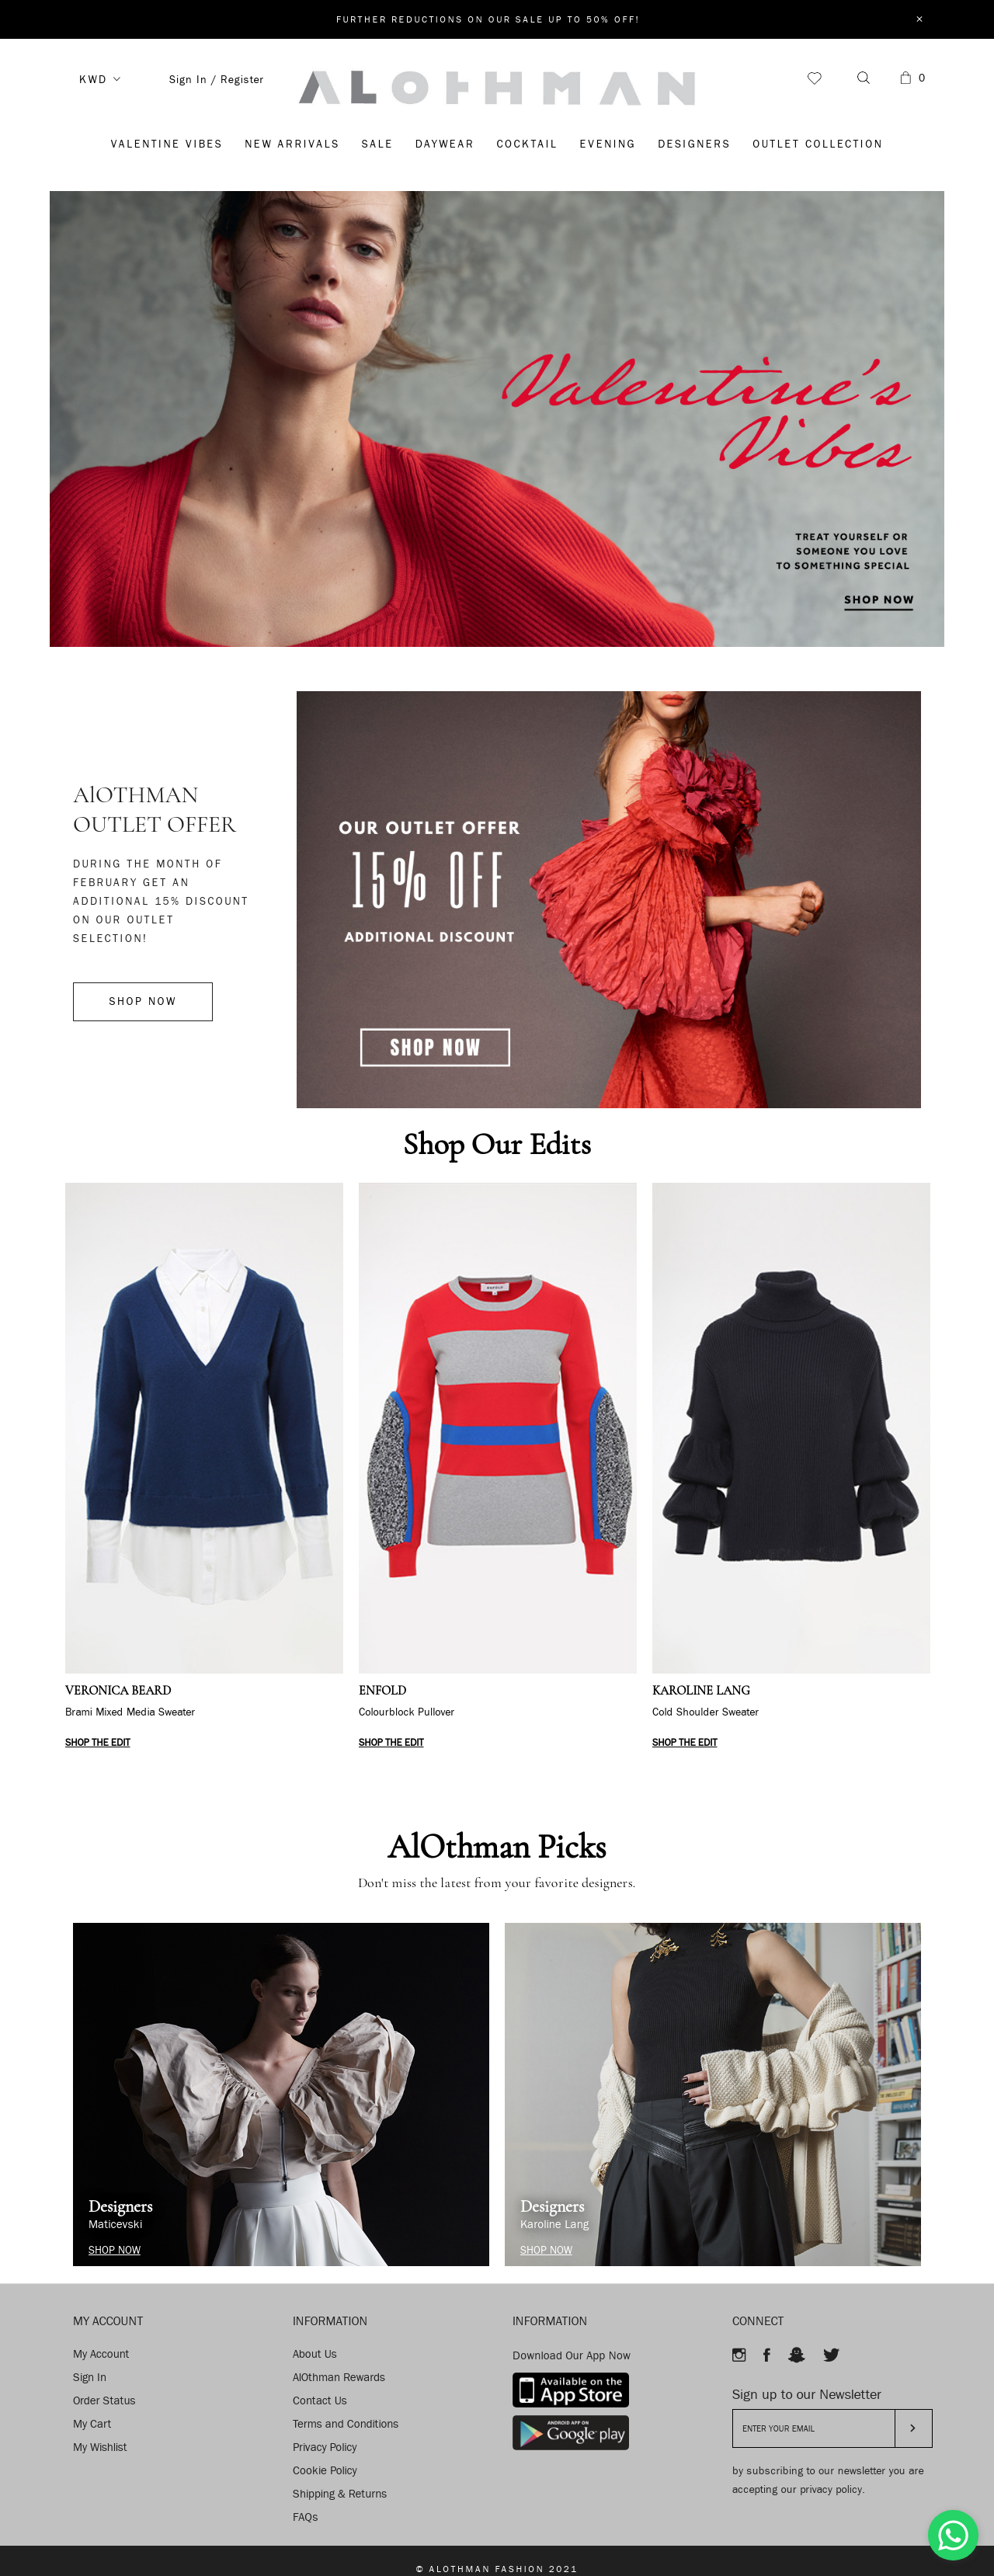 FURTHER REDUCTIONS ON OUR SALE UP TO 50% OFF!
×
KWD
Sign In / Register
ALOTHMAN
0
VALENTINE VIBES
NEW ARRIVALS
SALE
DAYWEAR
COCKTAIL
EVENING
DESIGNERS
OUTLET COLLECTION
Valentine's
Vibes
TREAT YOURSELF OR
SOMEONE YOU LOVE
TO SOMETHING SPECIAL
SHOP NOW
AlOTHMAN
OUTLET OFFER
DURING THE MONTH OF
FEBRUARY GET AN
ADDITIONAL 15% DISCOUNT
ON OUR OUTLET
SELECTION!
SHOP NOW
OUR OUTLET OFFER
15% OFF
ADDITIONAL DISCOUNT
SHOP NOW
Shop Our Edits
VERONICA BEARD
Brami Mixed Media Sweater
SHOP THE EDIT
ENFOLD
Colourblock Pullover
SHOP THE EDIT
KAROLINE LANG
Cold Shoulder Sweater
SHOP THE EDIT
AlOthman Picks
Don't miss the latest from your favorite designers.
Designers
Maticevski
SHOP NOW
Designers
Karoline Lang
SHOP NOW
MY ACCOUNT
My Account
Sign In
Order Status
My Cart
My Wishlist
INFORMATION
About Us
AlOthman Rewards
Contact Us
Terms and Conditions
Privacy Policy
Cookie Policy
Shipping & Returns
FAQs
INFORMATION
Download Our App Now
Available on the
App Store
ANDROID APP ON
Google play
CONNECT
Sign up to our Newsletter
ENTER YOUR EMAIL
by subscribing to our newsletter you are
accepting our privacy policy.
© ALOTHMAN FASHION 2021